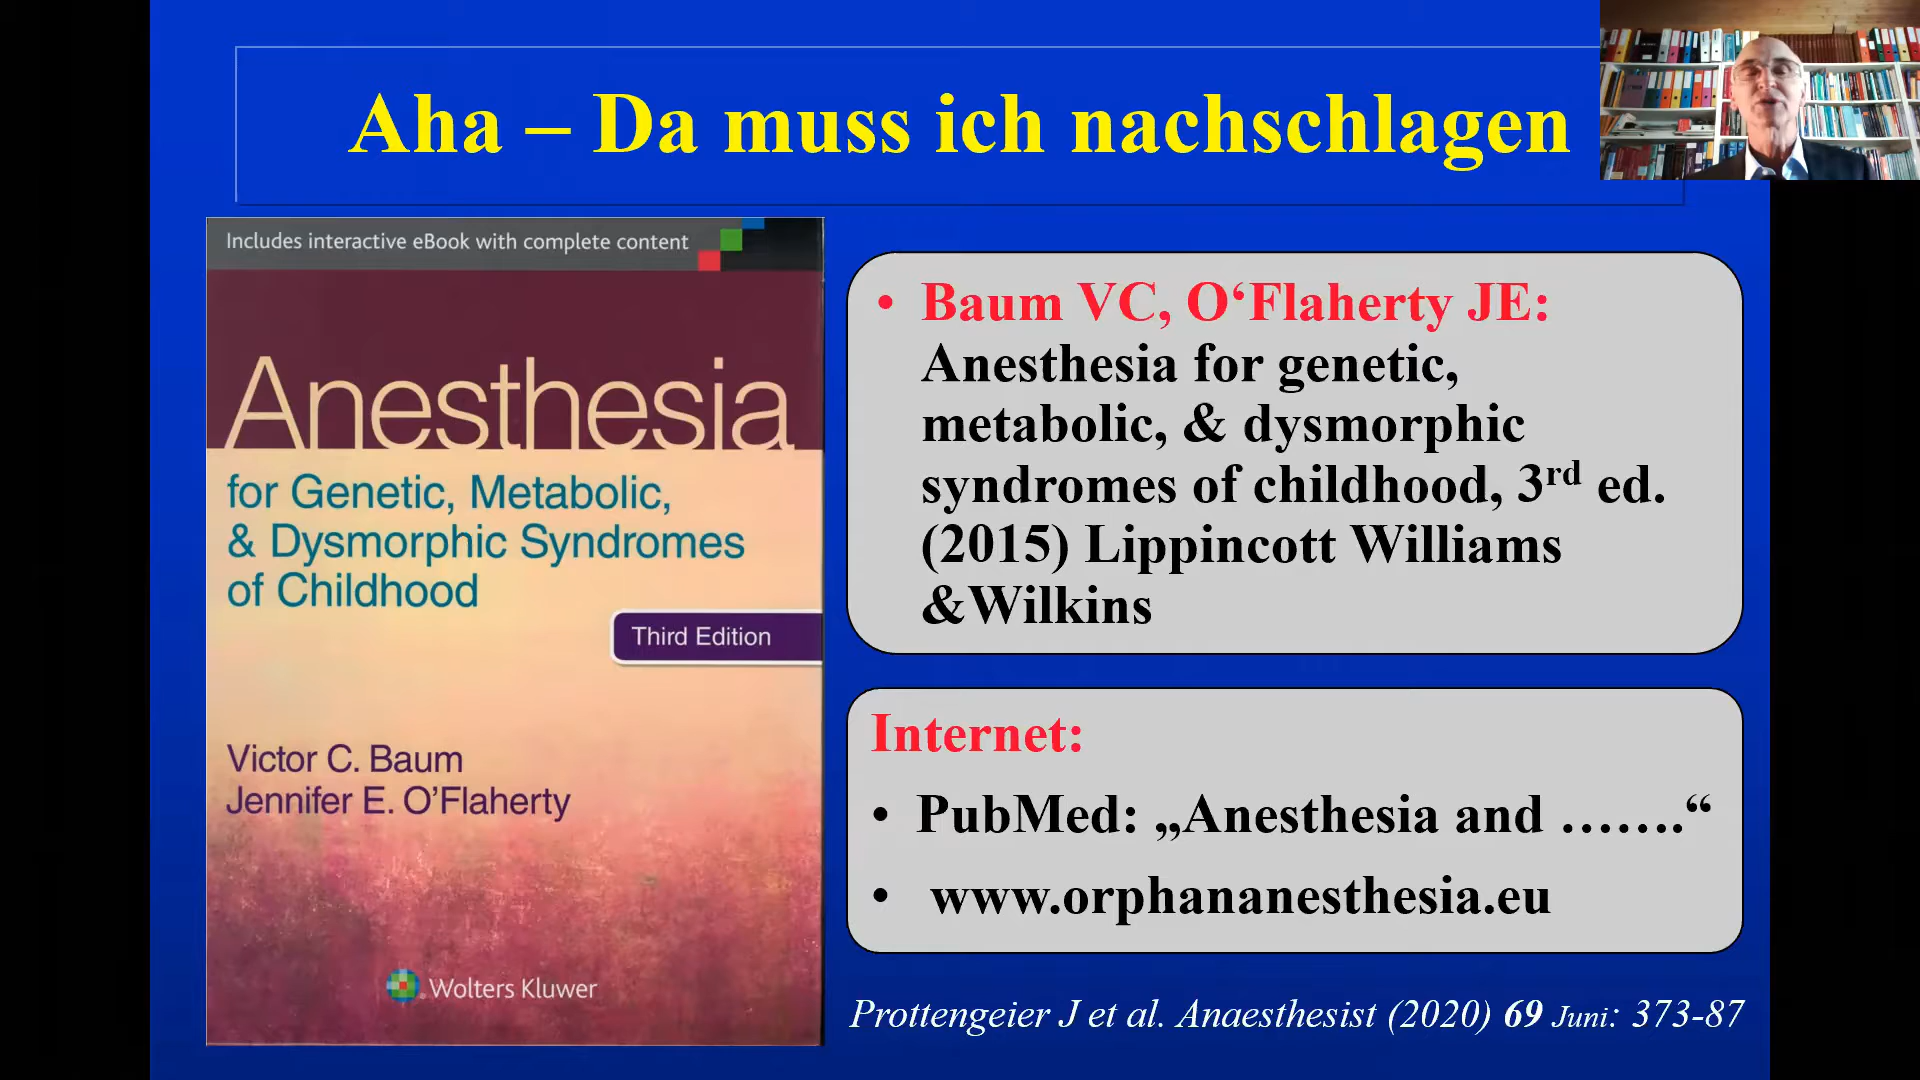 Aha – Da muss ich nachschlagen
Includes interactive eBook with complete content
Anesthesia
for Genetic, Metabolic,
& Dysmorphic Syndromes
of Childhood
Third Edition
Victor C. Baum
Jennifer E. O’Flaherty
Wolters Kluwer
• Baum VC, O‘Flaherty JE:
Anesthesia for genetic,
metabolic, & dysmorphic
syndromes of childhood, 3rd ed.
(2015) Lippincott Williams
&Wilkins
Internet:
• PubMed: „Anesthesia and …….“
• www.orphananesthesia.eu
Prottengeier J et al. Anaesthesist (2020) 69 Juni: 373-87